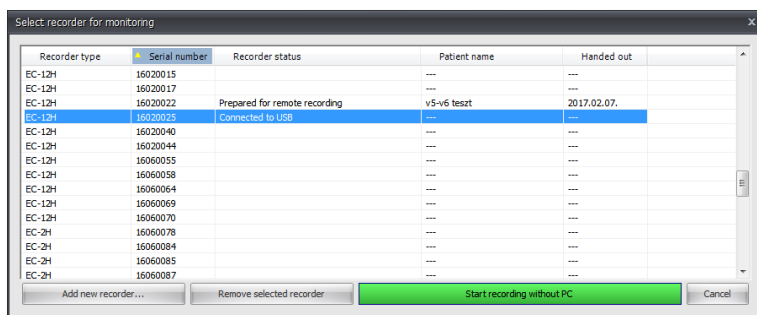 Select recorder for monitoring x
Recorder type Serial number Recorder status Patient name Handed out
EC-12H 16020015 --- ---
EC-12H 16020017 --- ---
EC-12H 16020022 Prepared for remote recording v5-v6 teszt 2017.02.07.
EC-12H 16020025 Connected to USB --- ---
EC-12H 16020040 --- ---
EC-12H 16020044 --- ---
EC-12H 16060055 --- ---
EC-12H 16060058 --- ---
EC-12H 16060064 --- ---
EC-12H 16060069 --- ---
EC-12H 16060070 --- ---
EC-2H 16060078 --- ---
EC-2H 16060084 --- ---
EC-2H 16060085 --- ---
EC-2H 16060087 --- ---
Add new recorder... Remove selected recorder Start recording without PC Cancel